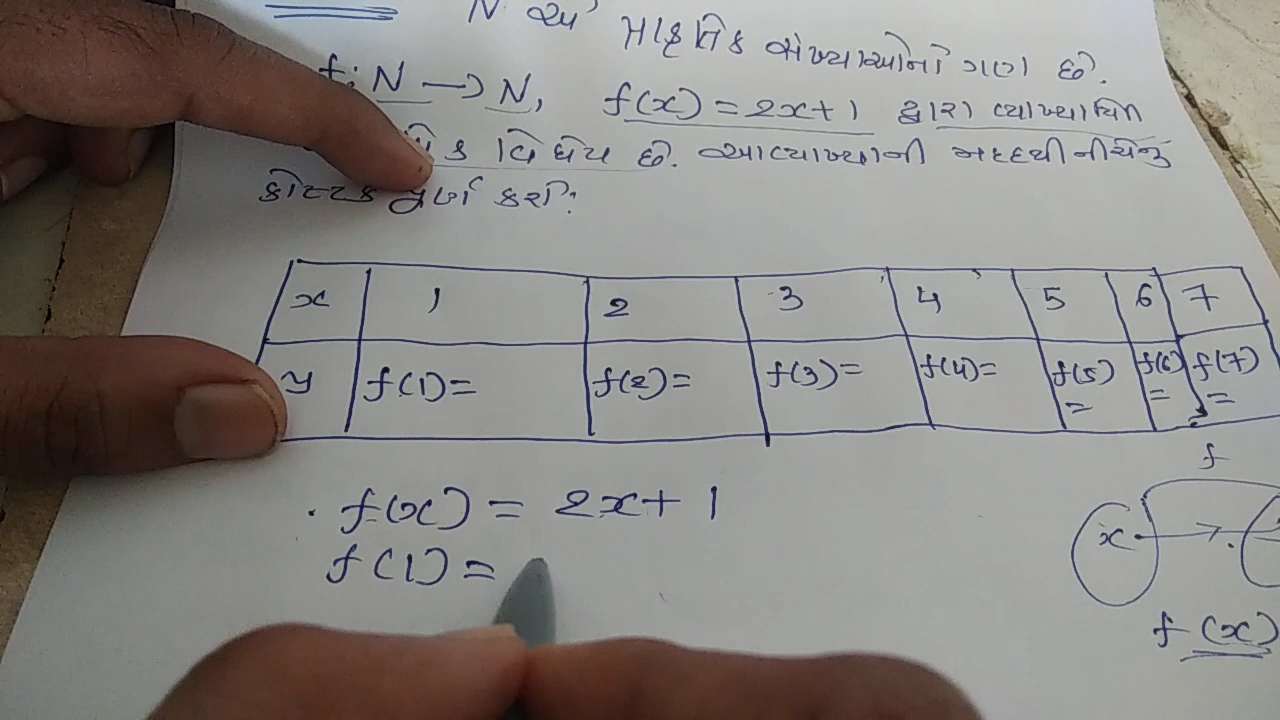 N એ પ્રાકૃતિક સંખ્યાઓનો ગણ છે.
f: N → N, f(x) = 2x+1 દ્વારા વ્યાખ્યાયિત
વિધેય છે. આ વ્યાખ્યાની મદદથી નીચેનું
કોષ્ટક પૂર્ણ કરો:
x 1 2 3 4 5 6 7
y f(1)= f(2)= f(3)= f(4)= f(5)= f(6)= f(7)=
f
f(x) = 2x+1
x
f(1) =
f(x)